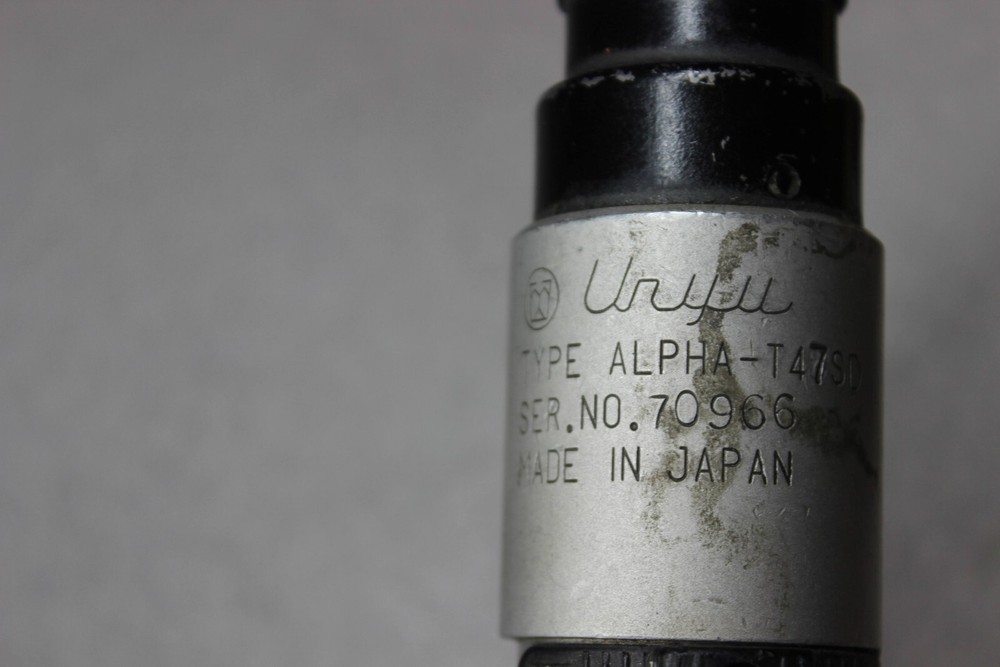 Uryu
TYPE ALPHA-T47SD
SER.NO.70966
MADE IN JAPAN